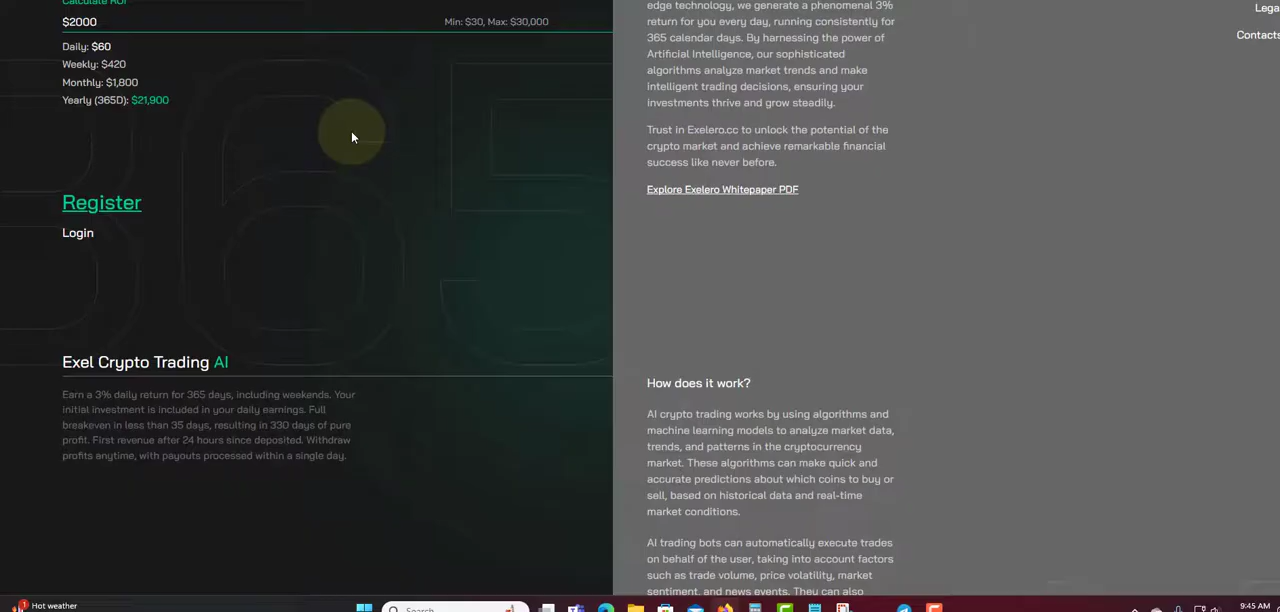 Calculate ROI
$2000
Min: $30, Max: $30,000
Daily: $60
Weekly: $420
Monthly: $1,800
Yearly (365D): $21,900
Register
Login
Exel Crypto Trading AI
Earn a 3% daily return for 365 days, including weekends. Your
initial investment is included in your daily earnings. Full
breakeven in less than 35 days, resulting in 330 days of pure
profit. First revenue after 24 hours since deposited. Withdraw
profits anytime, with payouts processed within a single day.
edge technology, we generate a phenomenal 3%
return for you every day, running consistently for
365 calendar days. By harnessing the power of
Artificial Intelligence, our sophisticated
algorithms analyze market trends and make
intelligent trading decisions, ensuring your
investments thrive and grow steadily.
Trust in Exelero.cc to unlock the potential of the
crypto market and achieve remarkable financial
success like never before.
Explore Exelero Whitepaper PDF
How does it work?
AI crypto trading works by using algorithms and
machine learning models to analyze market data,
trends, and patterns in the cryptocurrency
market. These algorithms can make quick and
accurate predictions about which coins to buy or
sell, based on historical data and real-time
market conditions.
AI trading bots can automatically execute trades
on behalf of the user, taking into account factors
such as trade volume, price volatility, market
sentiment, and news events. They can also
Lega
Contacts
365
1
Hot weather
Search
9:45 AM